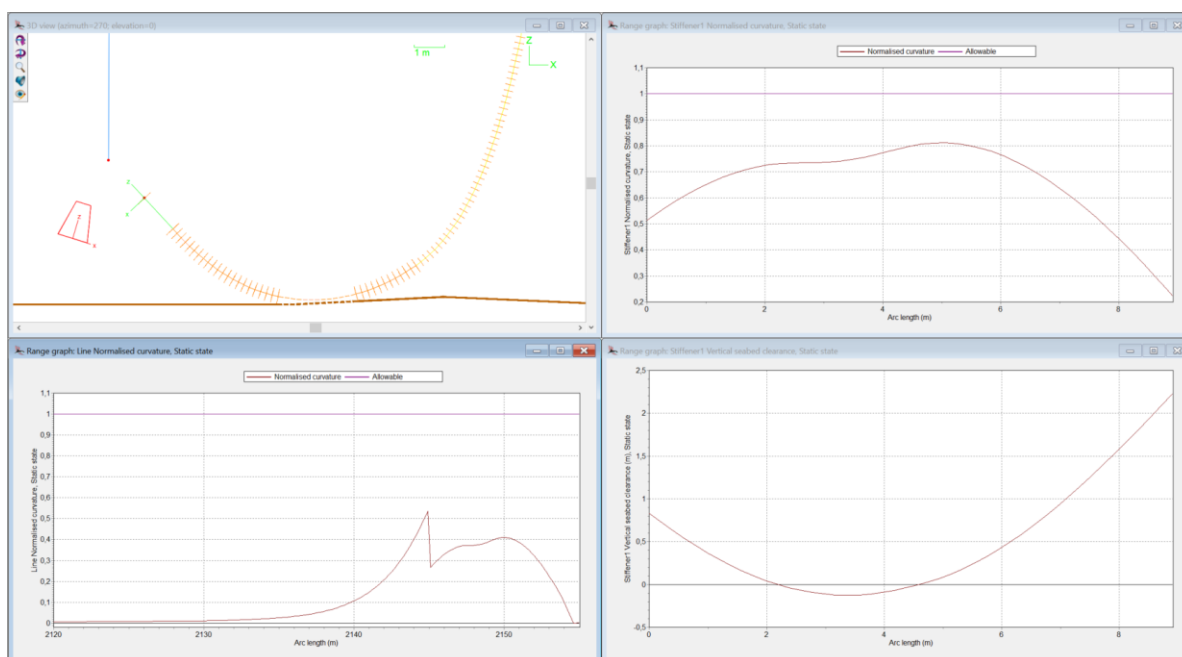 3D view (azimuth=270; elevation=0)
1 m
Z
X
z
x
z
x
Range graph: Stiffener1 Normalised curvature, Static state
Normalised curvature Allowable
Stiffener1 Normalised curvature, Static state
1,1
1
0,9
0,8
0,7
0,6
0,5
0,4
0,3
0,2
0 2 4 6 8
Arc length (m)
Range graph: Line Normalised curvature, Static state
Normalised curvature Allowable
Line Normalised curvature, Static state
1,1
1
0,9
0,8
0,7
0,6
0,5
0,4
0,3
0,2
0,1
0
2120 2130 2140 2150
Arc length (m)
Range graph: Stiffener1 Vertical seabed clearance, Static state
Stiffener1 Vertical seabed clearance (m), Static state
2,5
2
1,5
1
0,5
0
-0,5
0 2 4 6 8
Arc length (m)